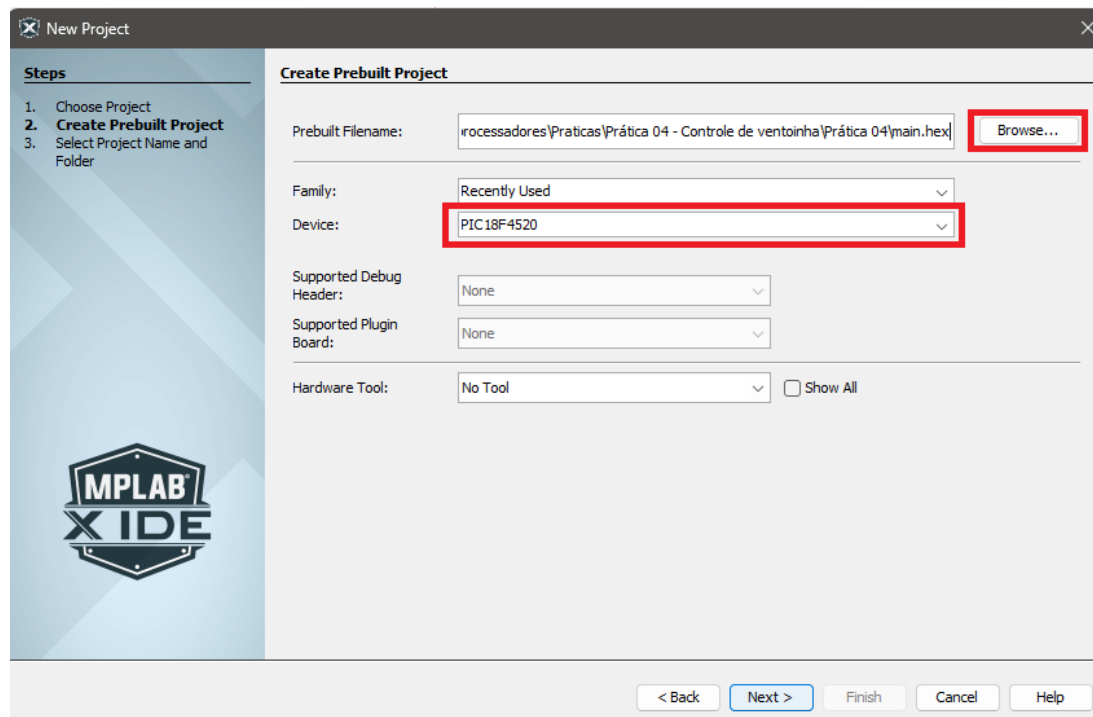 New Project
Steps
1. Choose Project
2. Create Prebuilt Project
3. Select Project Name and
Folder
Create Prebuilt Project
Prebuilt Filename:
rocessadores\Praticas\Prática 04 - Controle de ventoinha\Prática 04\main.hex
Browse...
Family:
Recently Used
Device:
PIC18F4520
Supported Debug
Header:
None
Supported Plugin
Board:
None
Hardware Tool:
No Tool
Show All
MPLAB®
X IDE
< Back
Next >
Finish
Cancel
Help